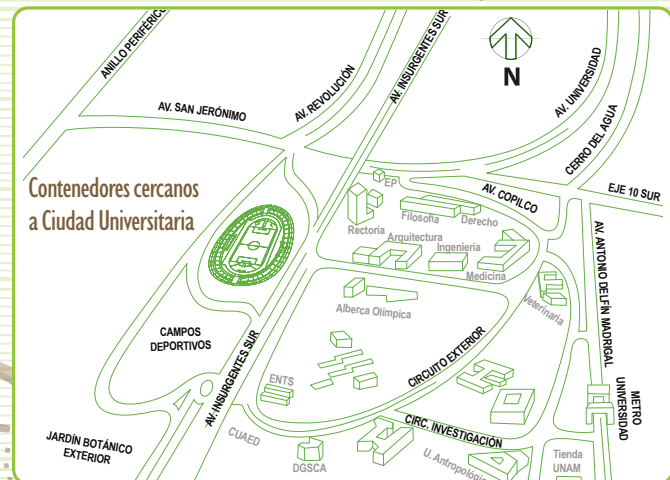 ANILLO PERIFÉRICO
AV. SAN JERÓNIMO
AV. REVOLUCIÓN
AV. INSURGENTES SUR
N
AV. UNIVERSIDAD
CERRO DEL AGUA
EJE 10 SUR
Contenedores cercanos
a Ciudad Universitaria
EP
AV. COPILCO
Filosofía
Derecho
Rectoría
Arquitectura
Ingeniería
Medicina
Veterinaria
AV. ANTONIO DELFÍN MADRIGAL
Alberca Olímpica
CAMPOS
DEPORTIVOS
AV. INSURGENTES SUR
CIRCUITO EXTERIOR
ENTS
METRO
UNIVERSIDAD
CIRC. INVESTIGACIÓN
CUAED
JARDÍN BOTÁNICO
EXTERIOR
DGSCA
U. Antropológic
Tienda
UNAM